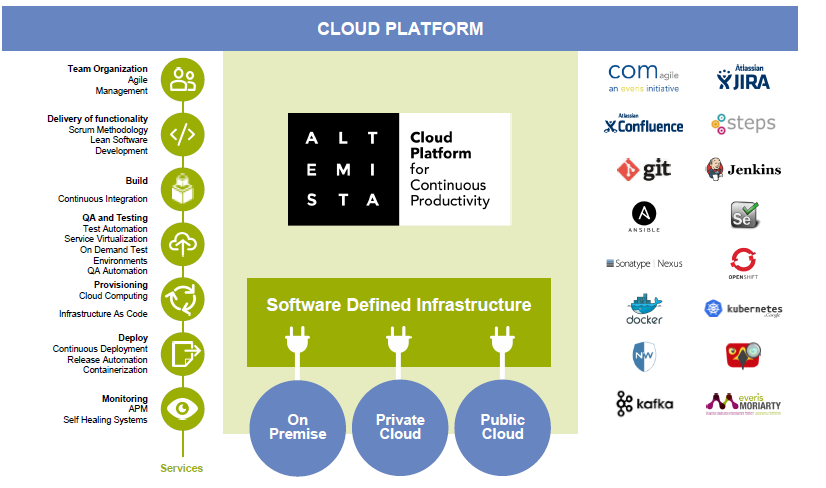 CLOUD PLATFORM
Team Organization
Agile
Management
Delivery of functionality
Scrum Methodology
Lean Software
Development
Build
Continuous Integration
QA and Testing
Test Automation
Service Virtualization
On Demand Test
Environments
QA Automation
Provisioning
Cloud Computing
Infrastructure As Code
Deploy
Continuous Deployment
Release Automation
Containerization
Monitoring
APM
Self Healing Systems
Services
ALT
EMI
STA
Cloud
Platform
for
Continuous
Productivity
Software Defined Infrastructure
On
Premise
Private
Cloud
Public
Cloud
com agile
an everis initiative
Atlassian
JIRA
Atlassian
Confluence
steps
git
Jenkins
ANSIBLE
Se
Sonatype | Nexus
OPENSHIFT
docker
kubernetes
NW
kafka
everis
MORIARTY